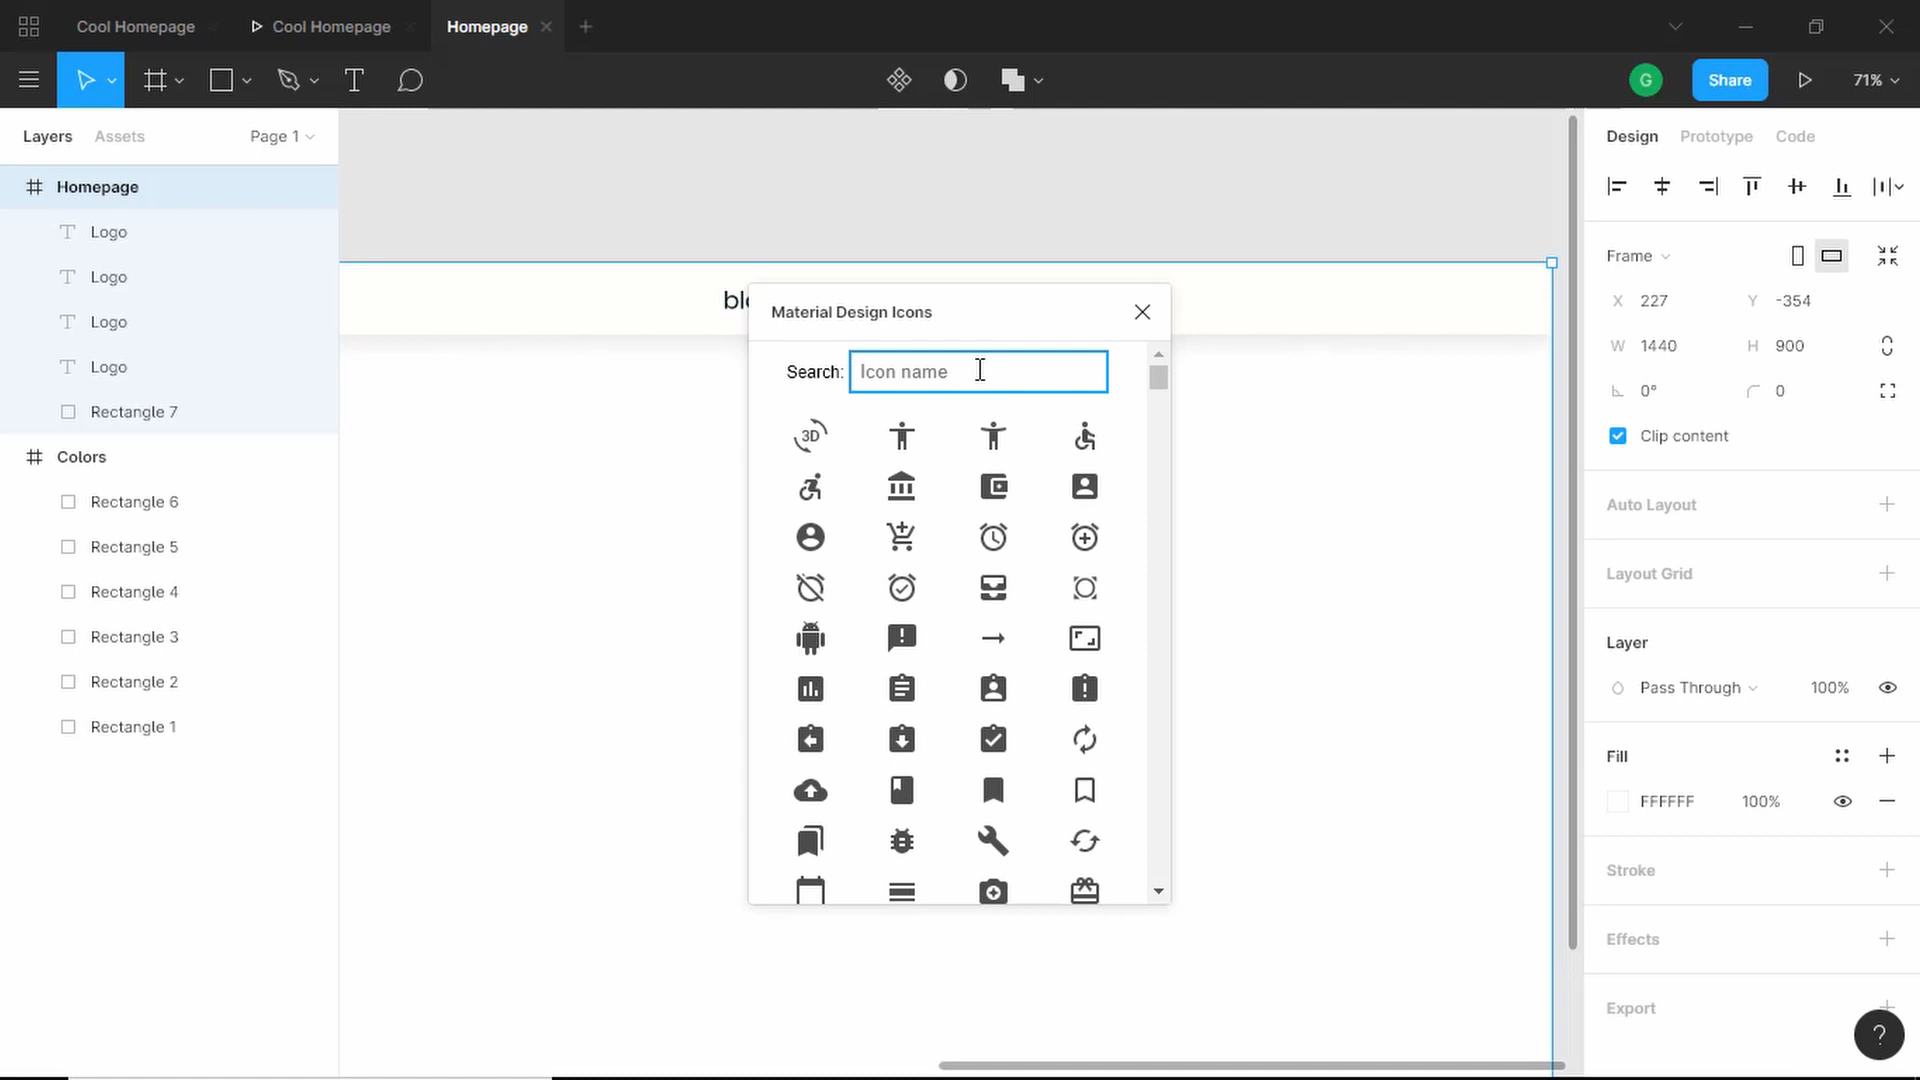 Cool Homepage
Cool Homepage
Homepage
G
Share
71%
Layers
Assets
Page 1
Homepage
Logo
Logo
Logo
Logo
Rectangle 7
Colors
Rectangle 6
Rectangle 5
Rectangle 4
Rectangle 3
Rectangle 2
Rectangle 1
Material Design Icons
Search: Icon name
3D
Design
Prototype
Code
Frame
X 227 Y -354
W 1440 H 900
0° 0
Clip content
Auto Layout
Layout Grid
Layer
Pass Through 100%
Fill
FFFFFF 100%
Stroke
Effects
Export
?